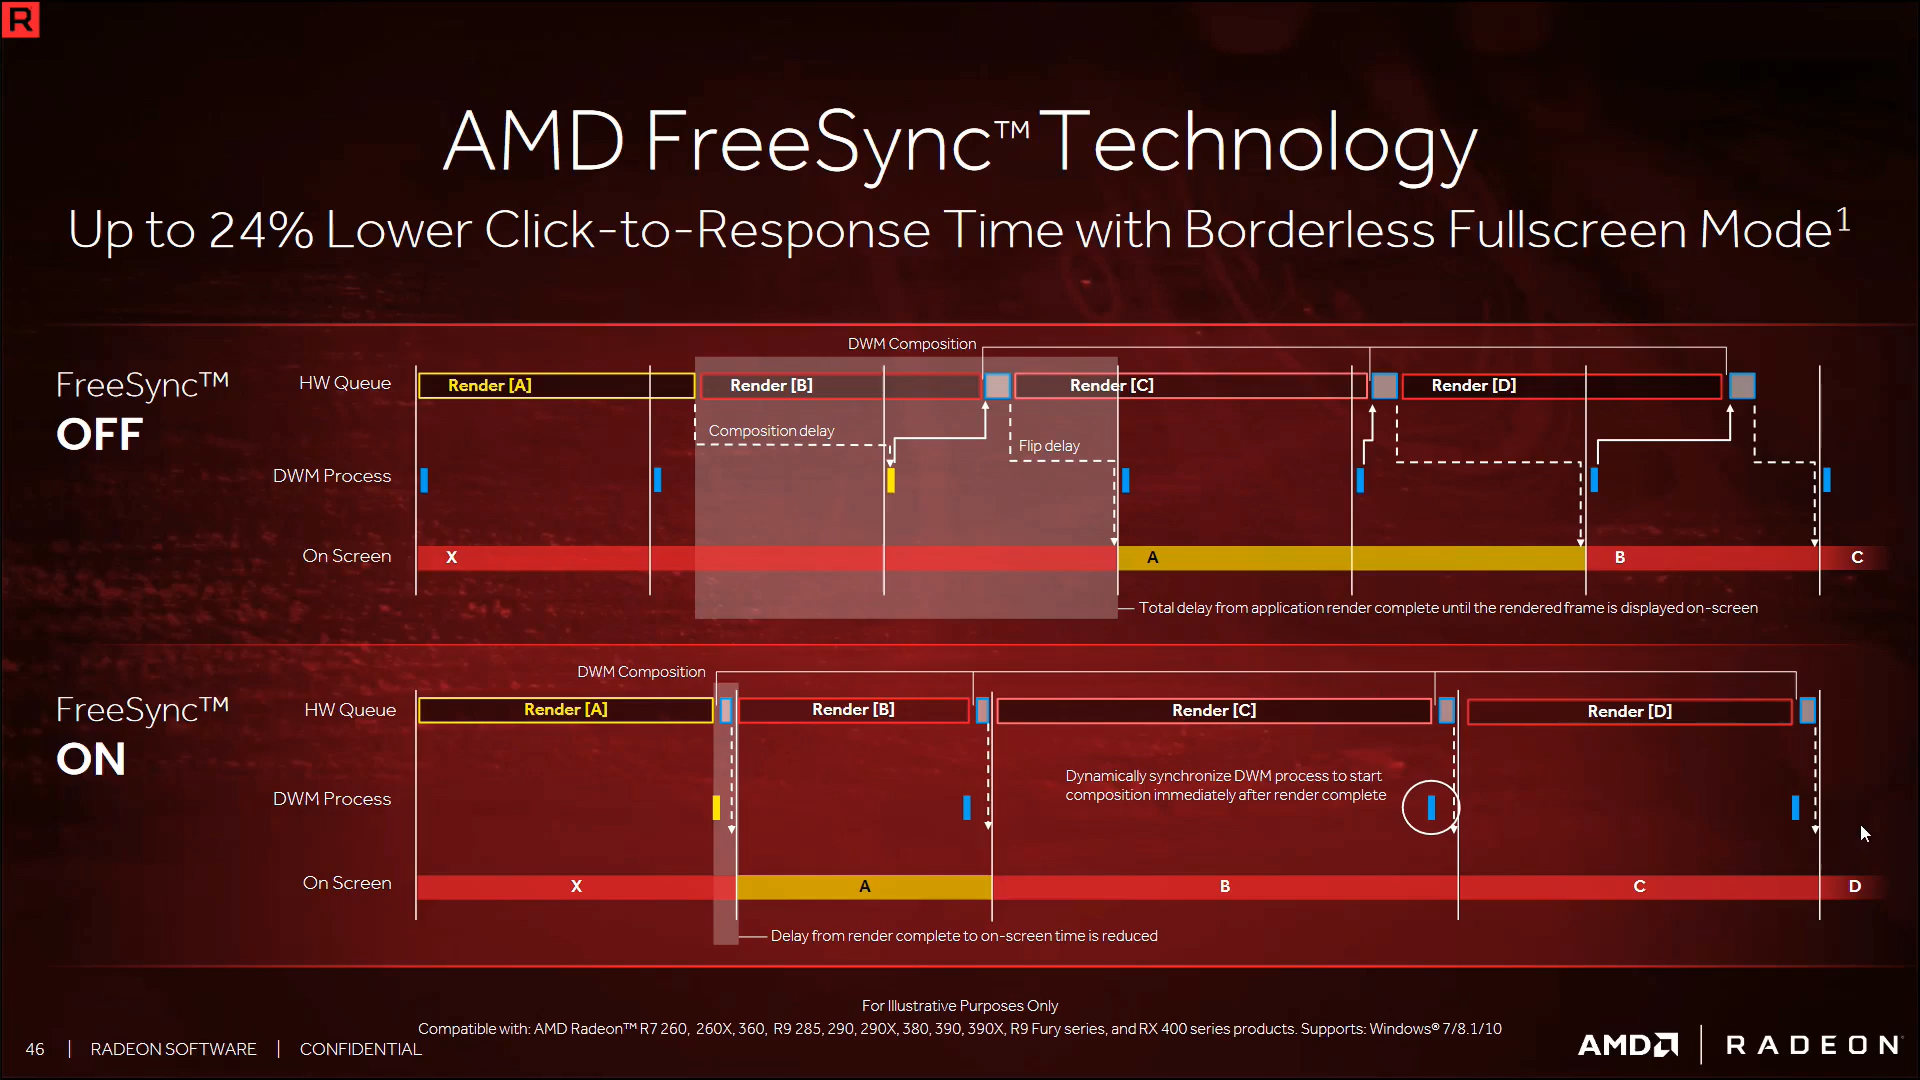 R
AMD FreeSync™ Technology
Up to 24% Lower Click-to-Response Time with Borderless Fullscreen Mode¹
DWM Composition
FreeSync™
OFF
HW Queue
Render [A]
Render [B]
Render [C]
Render [D]
Composition delay
Flip delay
DWM Process
On Screen
X
A
B
C
Total delay from application render complete until the rendered frame is displayed on-screen
DWM Composition
FreeSync™
ON
HW Queue
Render [A]
Render [B]
Render [C]
Render [D]
Dynamically synchronize DWM process to start
composition immediately after render complete
DWM Process
On Screen
X
A
B
C
D
Delay from render complete to on-screen time is reduced
For Illustrative Purposes Only
Compatible with: AMD Radeon™ R7 260, 260X, 360, R9 285, 290, 290X, 380, 390, 390X, R9 Fury series, and RX 400 series products. Supports: Windows® 7/8.1/10
46 | RADEON SOFTWARE | CONFIDENTIAL
AMD | RADEON